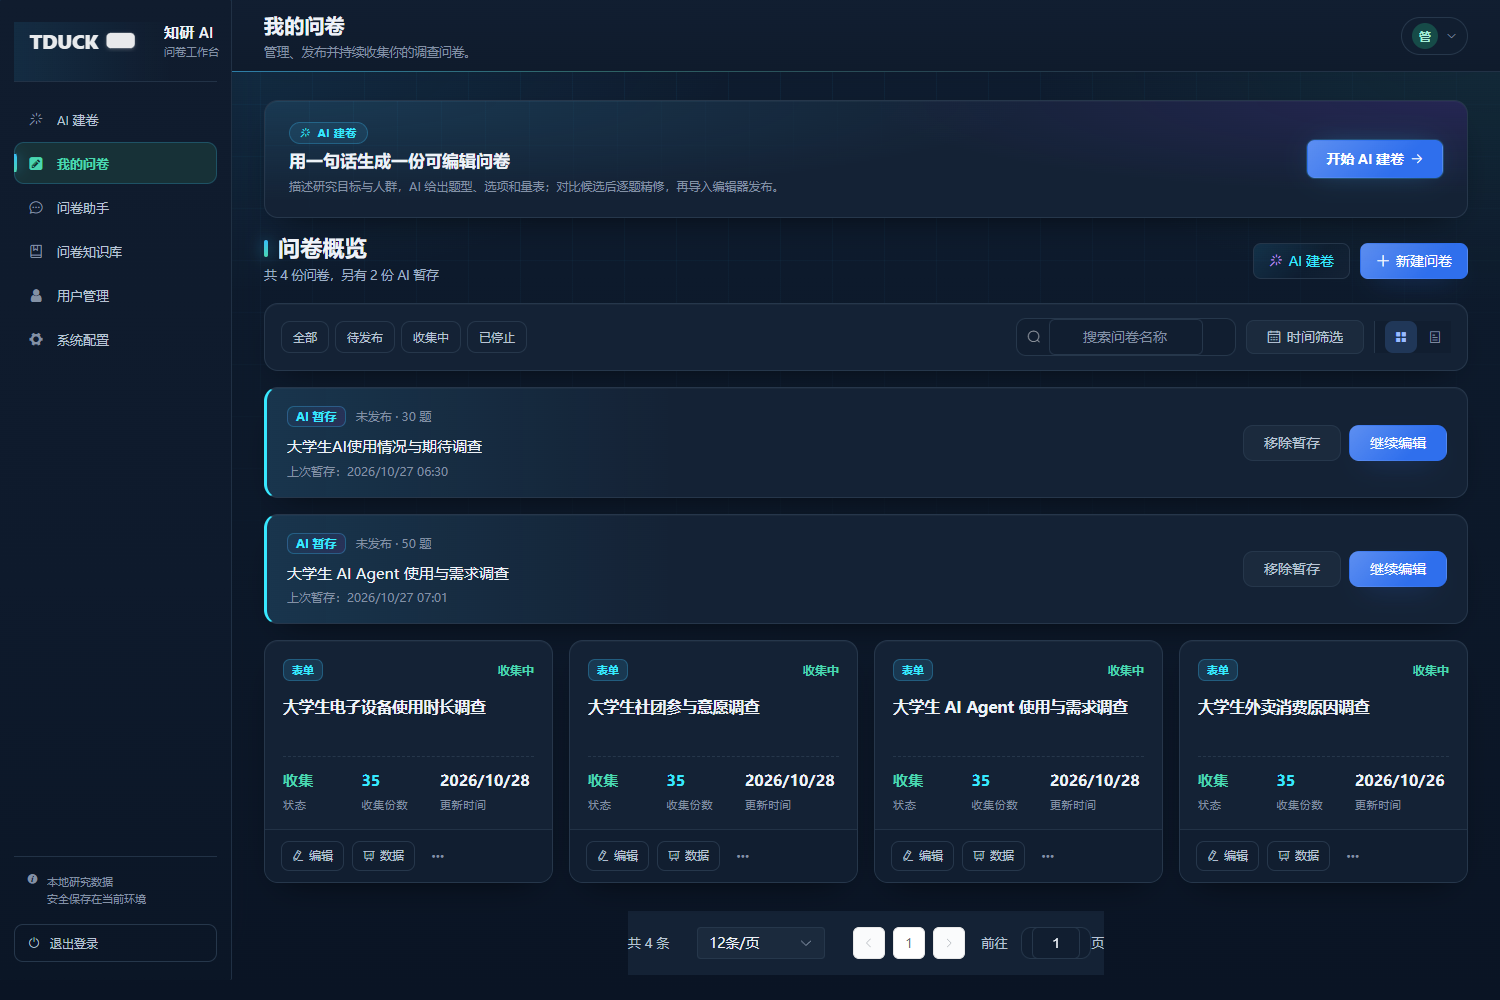 TDUCK
知研 AI
问卷工作台
AI 建卷
我的问卷
问卷助手
问卷知识库
用户管理
系统配置
本地研究数据
安全保存在当前环境
退出登录
我的问卷
管理、发布并持续收集你的调查问卷。
管
AI 建卷
用一句话生成一份可编辑问卷
描述研究目标与人群，AI 给出题型、选项和量表；对比候选后逐题精修，再导入编辑器发布。
开始 AI 建卷
问卷概览
共 4 份问卷，另有 2 份 AI 暂存
AI 建卷
新建问卷
全部
待发布
收集中
已停止
搜索问卷名称
时间筛选
AI 暂存 未发布 · 30 题
大学生AI使用情况与期待调查
上次暂存：2026/10/27 06:30
移除暂存
继续编辑
AI 暂存 未发布 · 50 题
大学生 AI Agent 使用与需求调查
上次暂存：2026/10/27 07:01
移除暂存
继续编辑
表单 收集中
大学生电子设备使用时长调查
收集 35 2026/10/28
状态 收集份数 更新时间
编辑 数据
表单 收集中
大学生社团参与意愿调查
收集 35 2026/10/28
状态 收集份数 更新时间
编辑 数据
表单 收集中
大学生 AI Agent 使用与需求调查
收集 35 2026/10/28
状态 收集份数 更新时间
编辑 数据
表单 收集中
大学生外卖消费原因调查
收集 35 2026/10/26
状态 收集份数 更新时间
编辑 数据
共 4 条 12条/页 1 前往 1 页